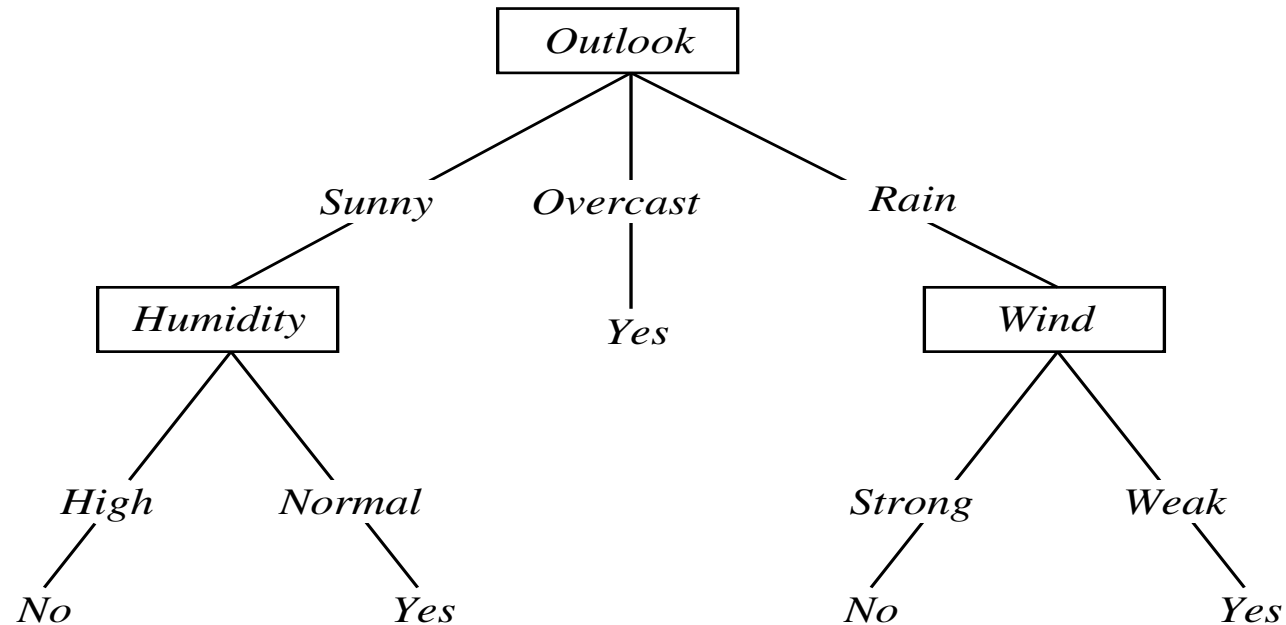 Outlook
Sunny Overcast Rain
Humidity Yes Wind
High Normal Strong Weak
No Yes No Yes